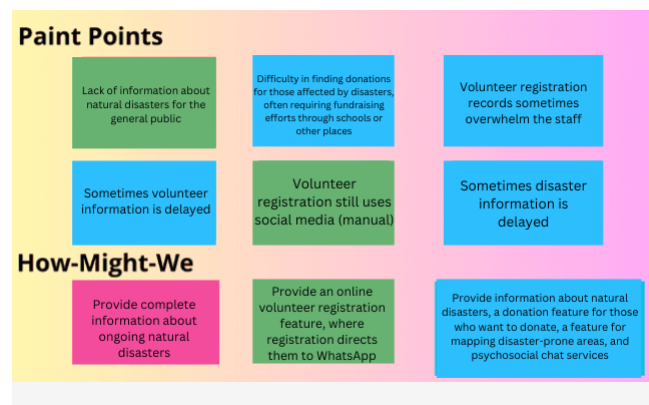 Paint Points
Lack of information about
natural disasters for the
general public
Difficulty in finding donations
for those affected by disasters,
often requiring fundraising
efforts through schools or
other places
Volunteer registration
records sometimes
overwhelm the staff
Sometimes volunteer
information is delayed
Volunteer
registration still uses
social media (manual)
Sometimes disaster
information is
delayed
How-Might-We
Provide complete
information about
ongoing natural
disasters
Provide an online
volunteer registration
feature, where
registration directs
them to WhatsApp
Provide information about natural
disasters, a donation feature for those
who want to donate, a feature for
mapping disaster-prone areas, and
psychosocial chat services